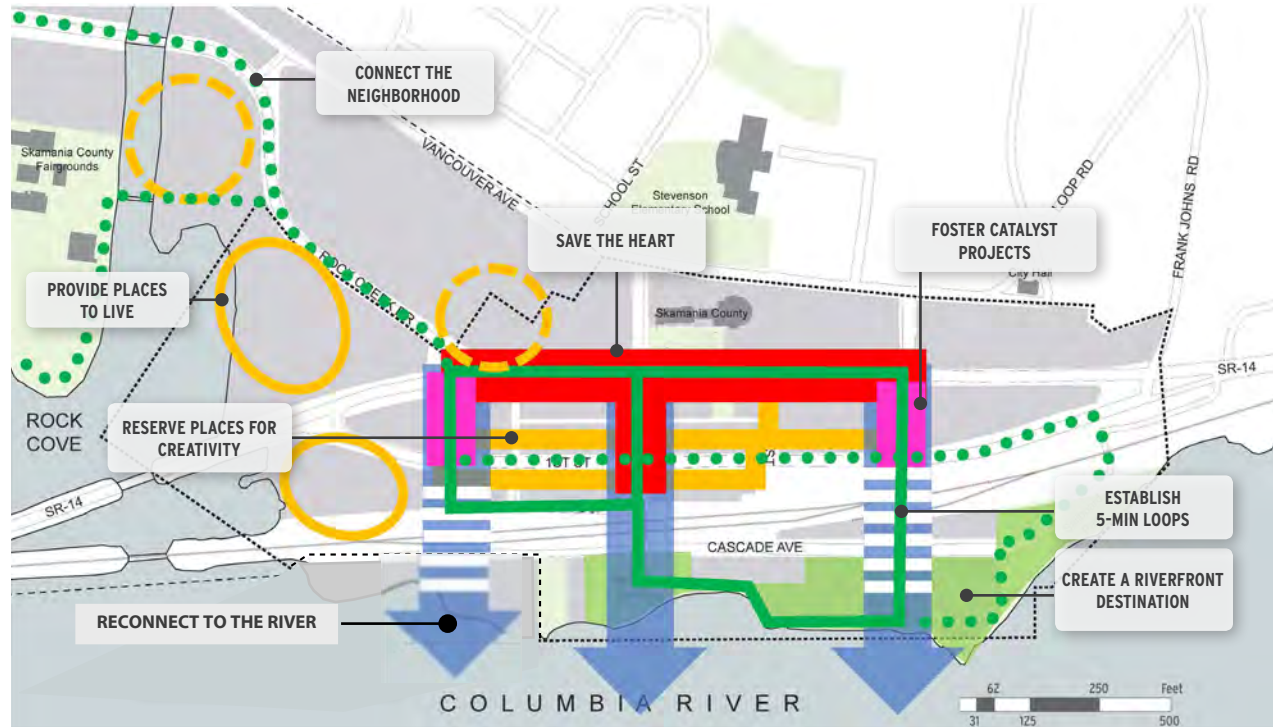 CONNECT THE
NEIGHBORHOOD
Skamania County
Fairgrounds
VANCOUVER AVE
SCHOOL ST
Stevenson
Elementary School
LOOP RD
FRANK JOHNS RD
SAVE THE HEART
FOSTER CATALYST
PROJECTS
City Hall
PROVIDE PLACES
TO LIVE
ROCK CREEK DR
Skamania County
SR-14
ROCK
COVE
RESERVE PLACES FOR
CREATIVITY
1ST ST
SR-14
ESTABLISH
5-MIN LOOPS
CASCADE AVE
CREATE A RIVERFRONT
DESTINATION
RECONNECT TO THE RIVER
COLUMBIA RIVER
62 250 Feet
31 125 500